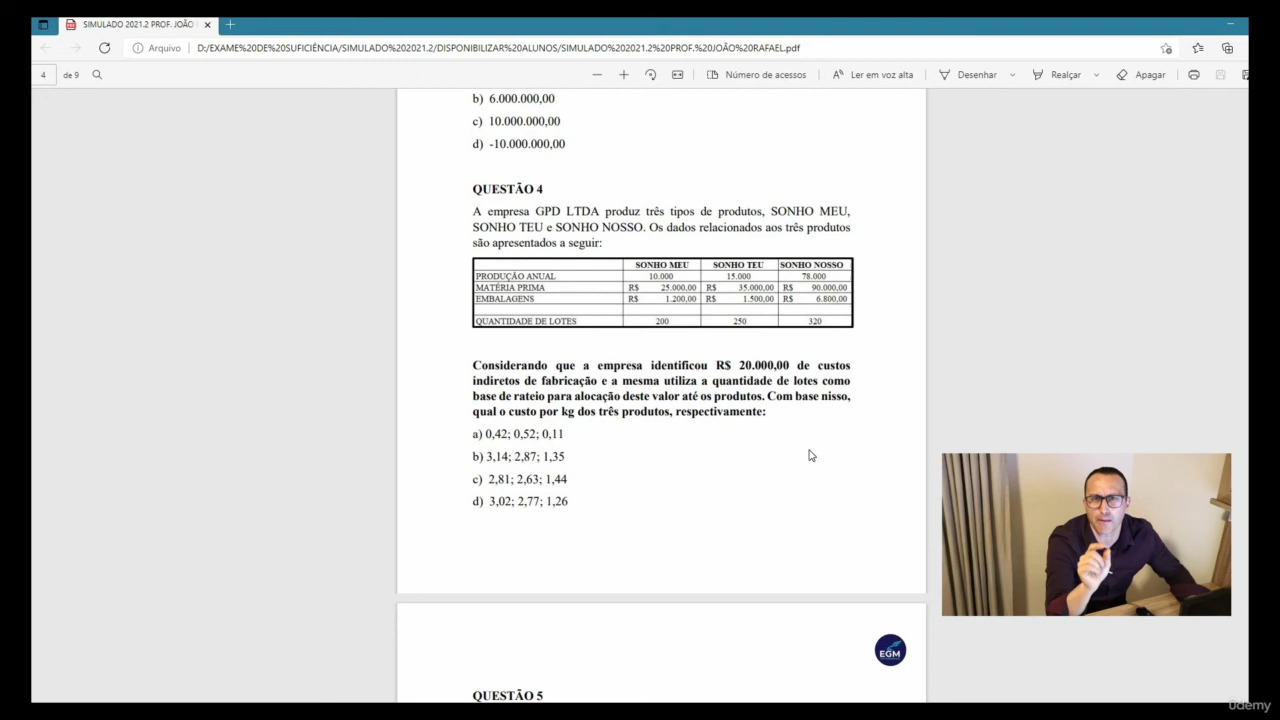 SIMULADO 2021.2 PROF. JOÃO
Arquivo D:/EXAME%20DE%20SUFICIÊNCIA/SIMULADO%202021.2/DISPONIBILIZAR%20ALUNOS/SIMULADO%202021.2%20PROF.%20JOÃO%20RAFAEL.pdf
4 de 9 Número de acessos Ler em voz alta Desenhar Realçar Apagar
b) 6.000.000,00
c) 10.000.000,00
d) -10.000.000,00
QUESTÃO 4
A empresa GPD LTDA produz três tipos de produtos, SONHO MEU,
SONHO TEU e SONHO NOSSO. Os dados relacionados aos três produtos
são apresentados a seguir:
SONHO MEU SONHO TEU SONHO NOSSO
PRODUÇÃO ANUAL 10.000 15.000 78.000
MATÉRIA PRIMA R$ 25.000,00 R$ 35.000,00 R$ 90.000,00
EMBALAGENS R$ 1.200,00 R$ 1.500,00 R$ 6.800,00
QUANTIDADE DE LOTES 200 250 320
Considerando que a empresa identificou R$ 20.000,00 de custos
indiretos de fabricação e a mesma utiliza a quantidade de lotes como
base de rateio para alocação deste valor até os produtos. Com base nisso,
qual o custo por kg dos três produtos, respectivamente:
a) 0,42; 0,52; 0,11
b) 3,14; 2,87; 1,35
c) 2,81; 2,63; 1,44
d) 3,02; 2,77; 1,26
EGM
QUESTÃO 5
ûdemy